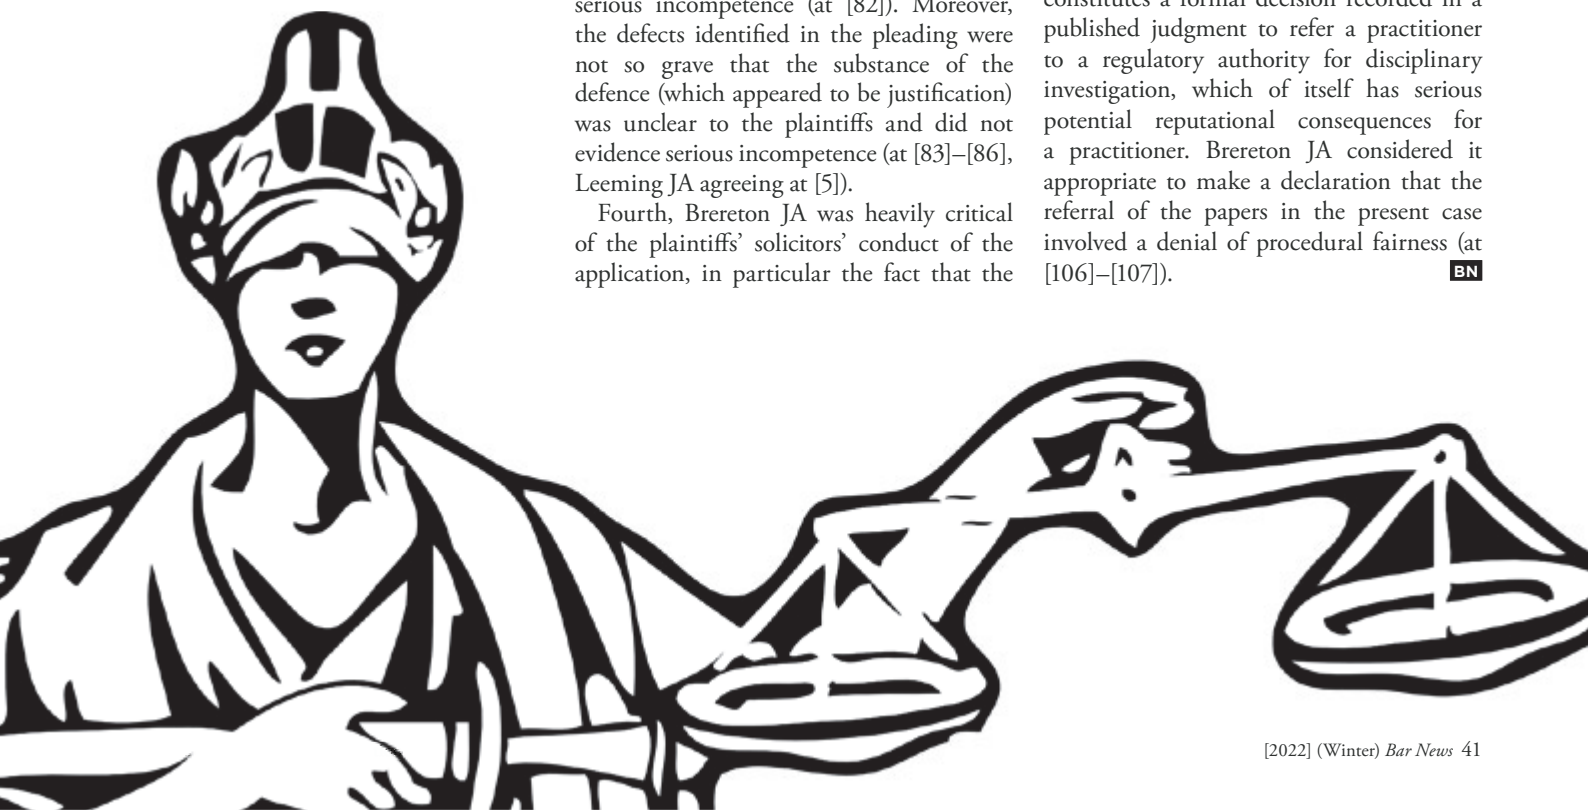 serious incompetence (at [82]). Moreover,
the defects identified in the pleading were
not so grave that the substance of the
defence (which appeared to be justification)
was unclear to the plaintiffs and did not
evidence serious incompetence (at [83]–[86],
Leeming JA agreeing at [5]).
Fourth, Brereton JA was heavily critical
of the plaintiffs’ solicitors’ conduct of the
application, in particular the fact that the
constitutes a formal decision recorded in a
published judgment to refer a practitioner
to a regulatory authority for disciplinary
investigation, which of itself has serious
potential reputational consequences for
a practitioner. Brereton JA considered it
appropriate to make a declaration that the
referral of the papers in the present case
involved a denial of procedural fairness (at
[106]–[107]).
BN
[2022] (Winter) Bar News 41